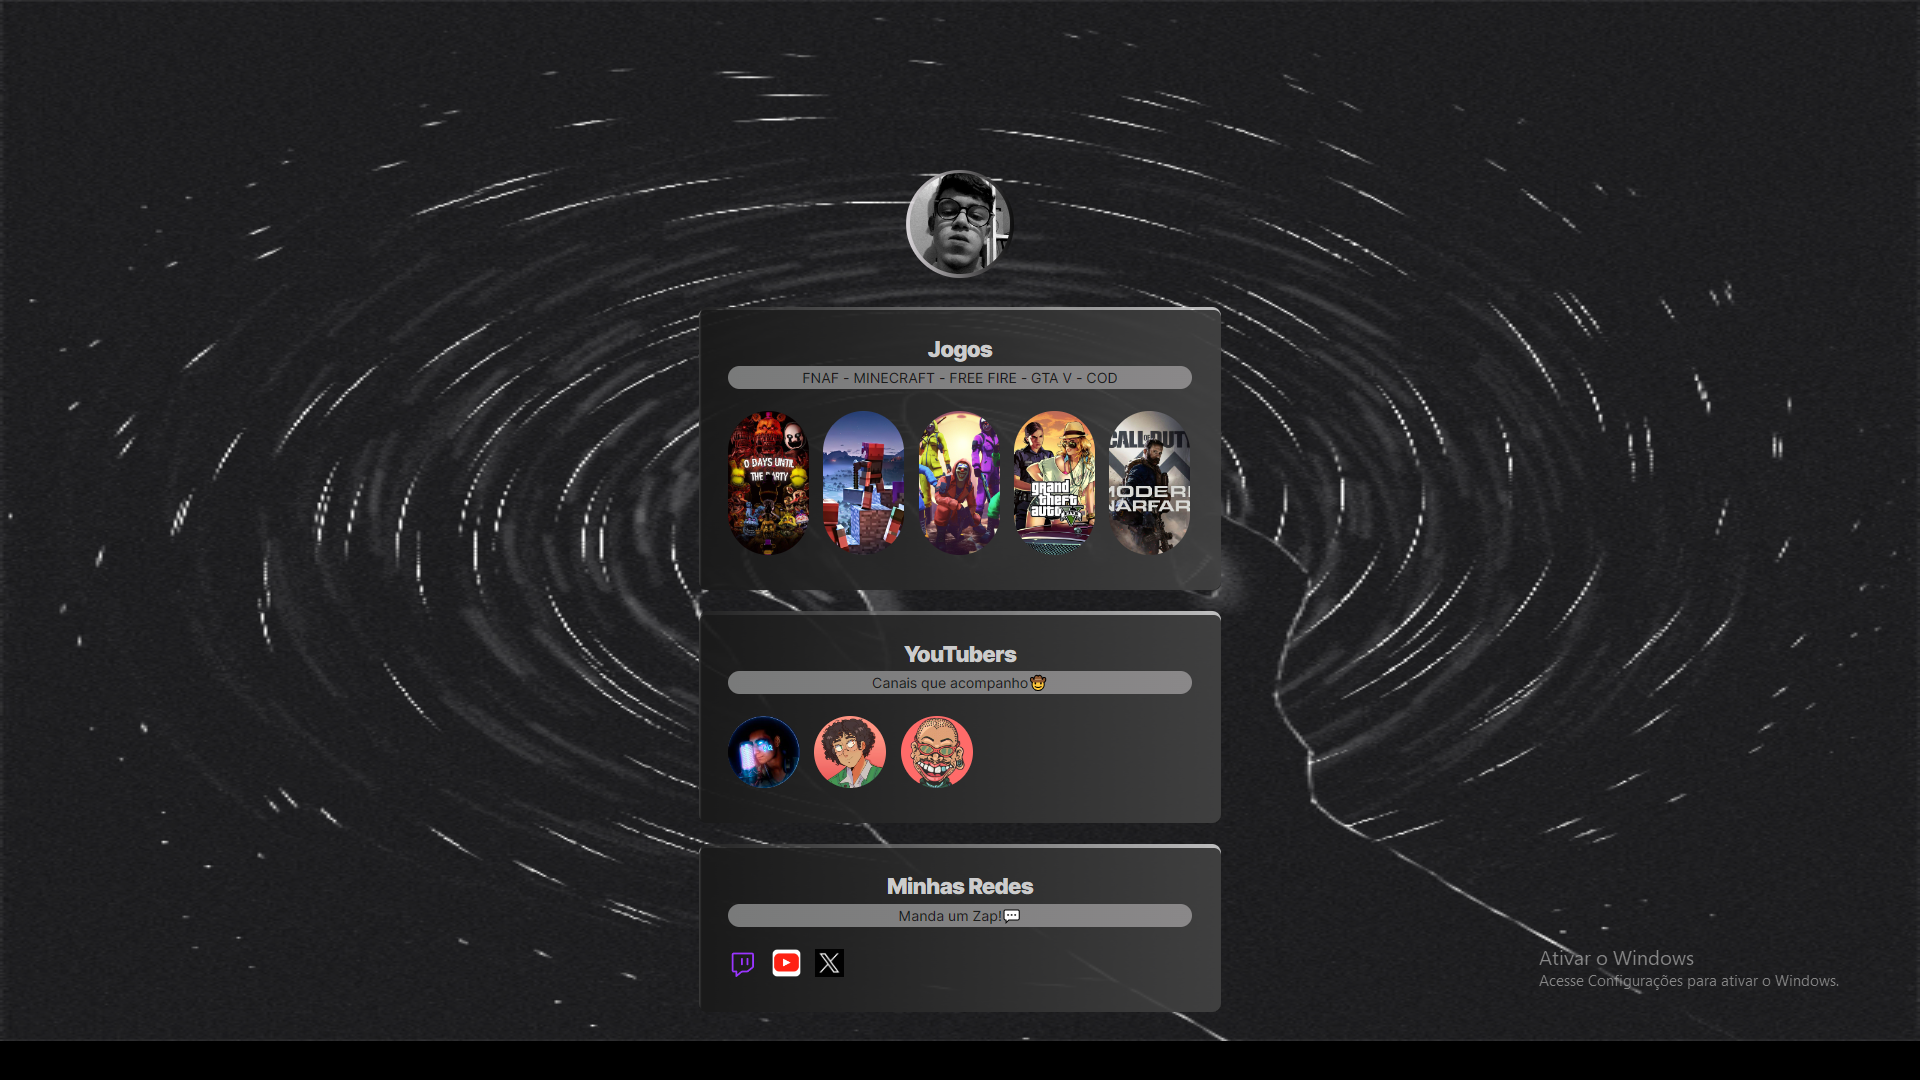 Jogos
FNAF - MINECRAFT - FREE FIRE - GTA V - COD
0 DAYS UNTIL
THE PARTY
grand
theft
auto
V
CALL OF DUTY
MODERN
WARFARE
YouTubers
Canais que acompanho🤠
Minhas Redes
Manda um Zap!💬
Ativar o Windows
Acesse Configurações para ativar o Windows.